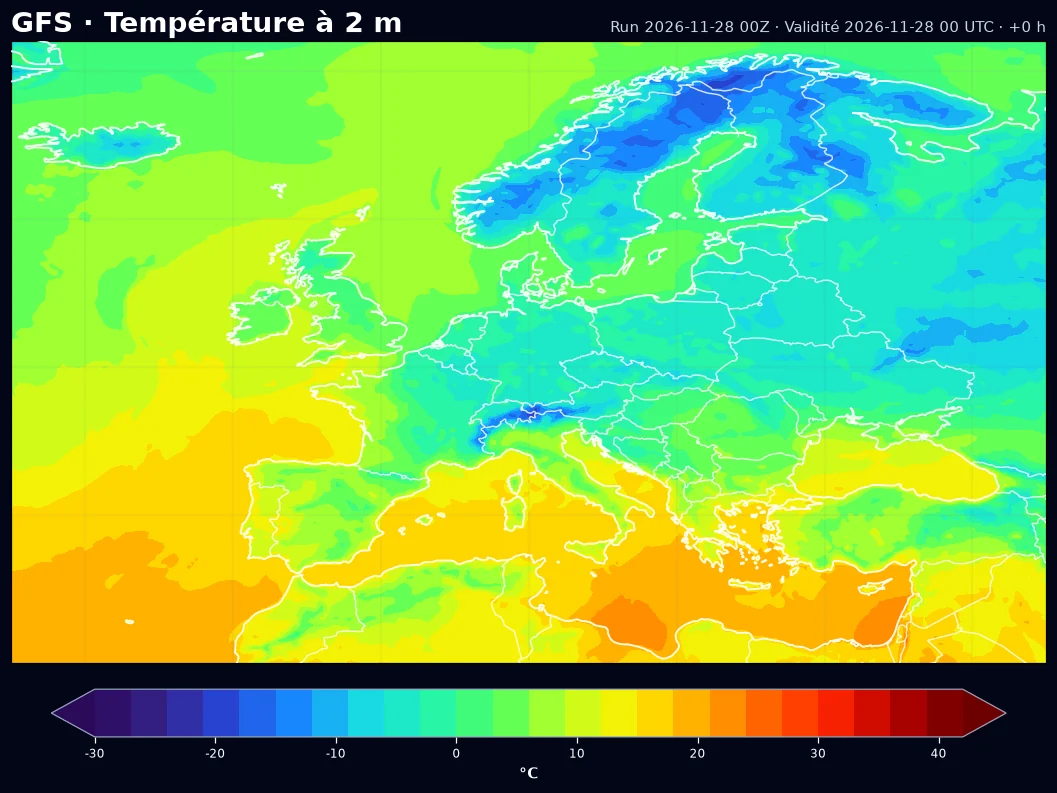 GFS · Température à 2 m
Run 2026-11-28 00Z · Validité 2026-11-28 00 UTC · +0 h
-30 -20 -10 0 10 20 30 40
°C